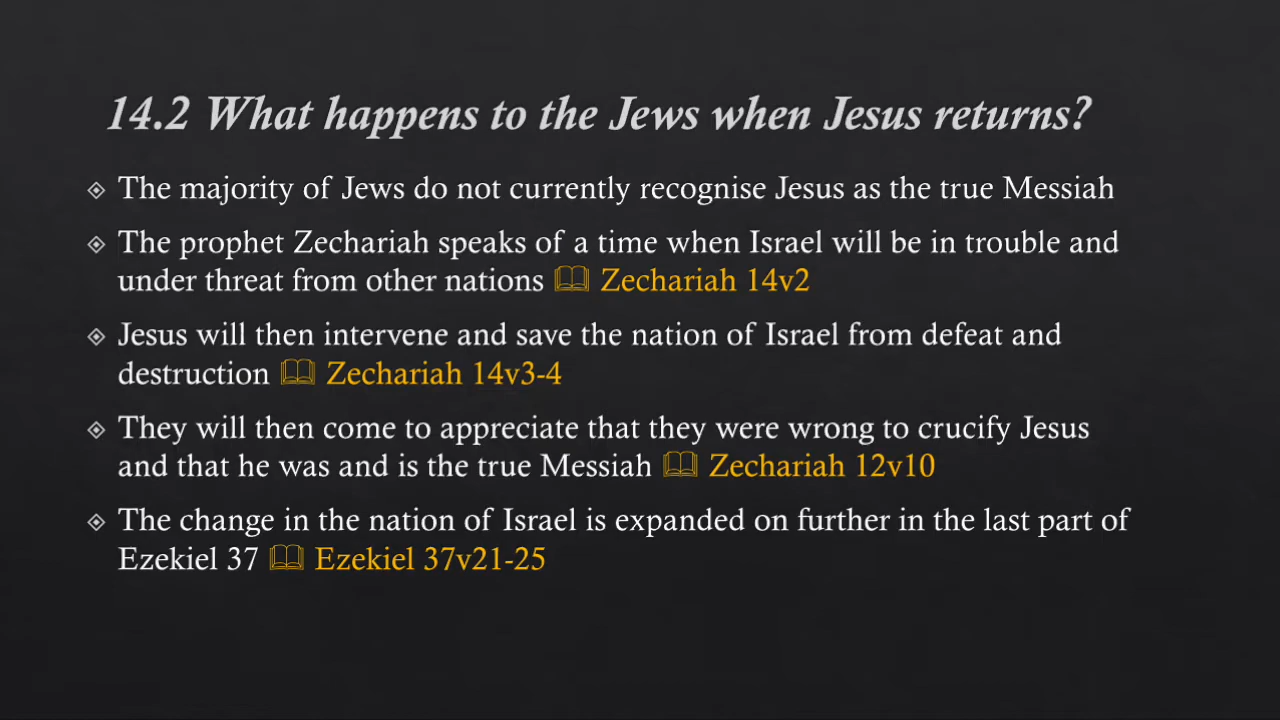 14.2 What happens to the Jews when Jesus returns?
The majority of Jews do not currently recognise Jesus as the true Messiah
The prophet Zechariah speaks of a time when Israel will be in trouble and
under threat from other nations 🕮 Zechariah 14v2
Jesus will then intervene and save the nation of Israel from defeat and
destruction 🕮 Zechariah 14v3-4
They will then come to appreciate that they were wrong to crucify Jesus
and that he was and is the true Messiah 🕮 Zechariah 12v10
The change in the nation of Israel is expanded on further in the last part of
Ezekiel 37 🕮 Ezekiel 37v21-25